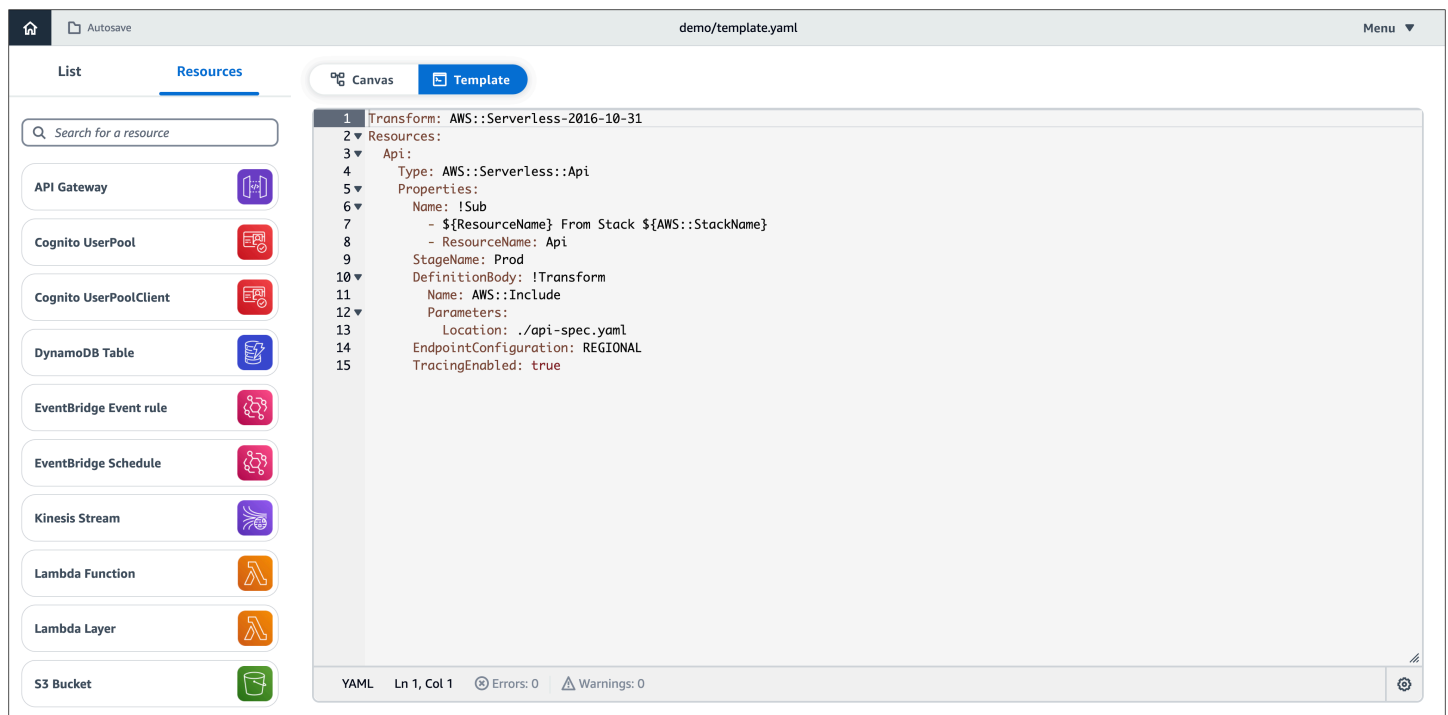 Autosave
demo/template.yaml
Menu
List
Resources
Search for a resource
API Gateway
Cognito UserPool
Cognito UserPoolClient
DynamoDB Table
EventBridge Event rule
EventBridge Schedule
Kinesis Stream
Lambda Function
Lambda Layer
S3 Bucket
Canvas
Template
1 Transform: AWS::Serverless-2016-10-31
2 Resources:
3   Api:
4     Type: AWS::Serverless::Api
5     Properties:
6       Name: !Sub
7         - ${ResourceName} From Stack ${AWS::StackName}
8         - ResourceName: Api
9       StageName: Prod
10       DefinitionBody: !Transform
11         Name: AWS::Include
12         Parameters:
13           Location: ./api-spec.yaml
14       EndpointConfiguration: REGIONAL
15       TracingEnabled: true
YAML Ln 1, Col 1 Errors: 0 Warnings: 0